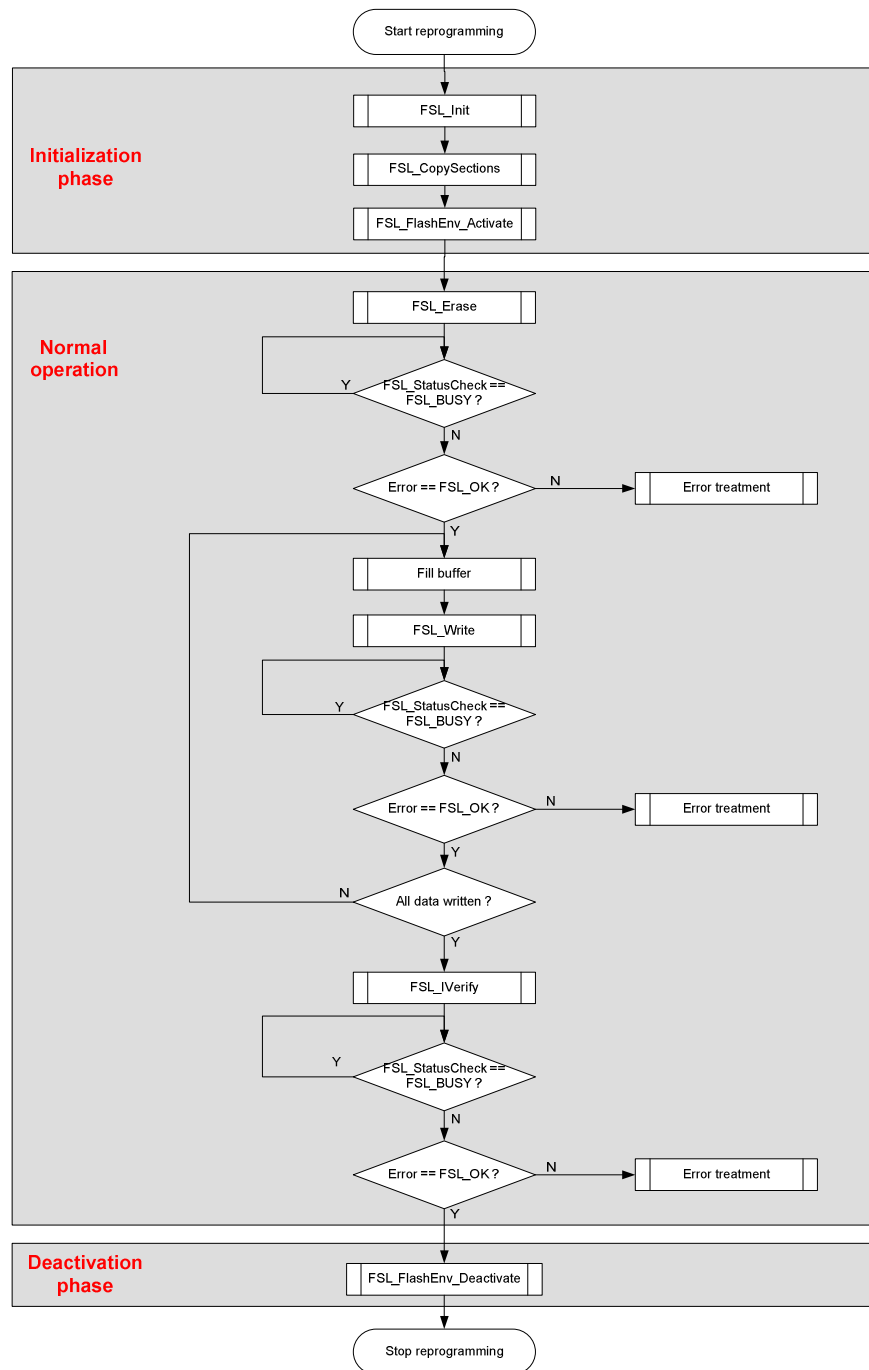 Start reprogramming
Initialization
phase
FSL_Init
FSL_CopySections
FSL_FlashEnv_Activate
Normal
operation
FSL_Erase
FSL_StatusCheck ==
FSL_BUSY ?
Y
N
Error == FSL_OK ?
N
Error treatment
Y
Fill buffer
FSL_Write
FSL_StatusCheck ==
FSL_BUSY ?
Y
N
Error == FSL_OK ?
N
Error treatment
Y
All data written ?
N
Y
FSL_IVerify
FSL_StatusCheck ==
FSL_BUSY ?
Y
N
Error == FSL_OK ?
N
Error treatment
Y
Deactivation
phase
FSL_FlashEnv_Deactivate
Stop reprogramming